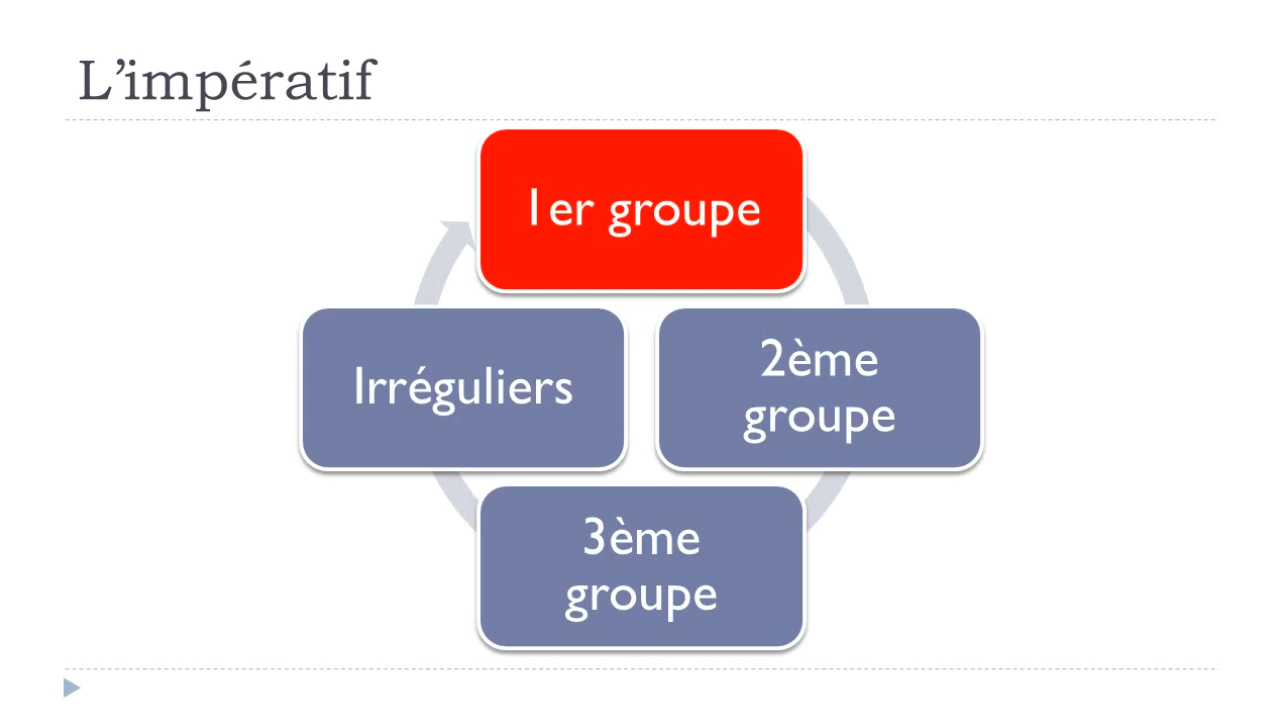 L’impératif
1er groupe
2ème
groupe
3ème
groupe
Irréguliers